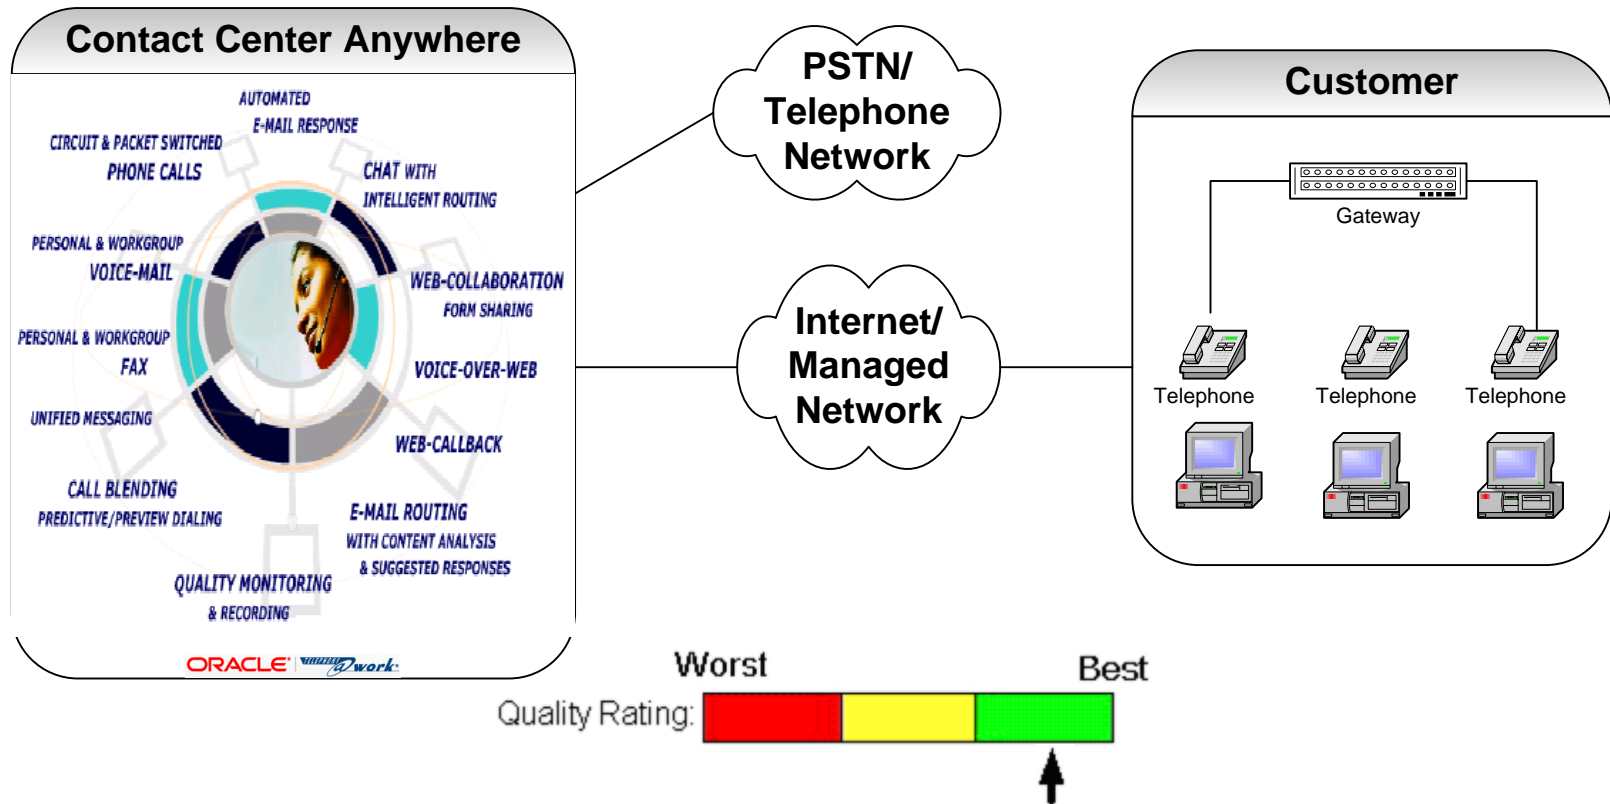 Contact Center Anywhere
AUTOMATED
E-MAIL RESPONSE
CIRCUIT & PACKET SWITCHED
PHONE CALLS
CHAT WITH
INTELLIGENT ROUTING
PERSONAL & WORKGROUP
VOICE-MAIL
WEB-COLLABORATION
FORM SHARING
PERSONAL & WORKGROUP
FAX
VOICE-OVER-WEB
UNIFIED MESSAGING
WEB-CALLBACK
CALL BLENDING
PREDICTIVE/PREVIEW DIALING
E-MAIL ROUTING
WITH CONTENT ANALYSIS
& SUGGESTED RESPONSES
QUALITY MONITORING
& RECORDING
ORACLE | TELEPHONY@work
PSTN/
Telephone
Network
Internet/
Managed
Network
Customer
Gateway
Telephone Telephone Telephone
Worst Best
Quality Rating: